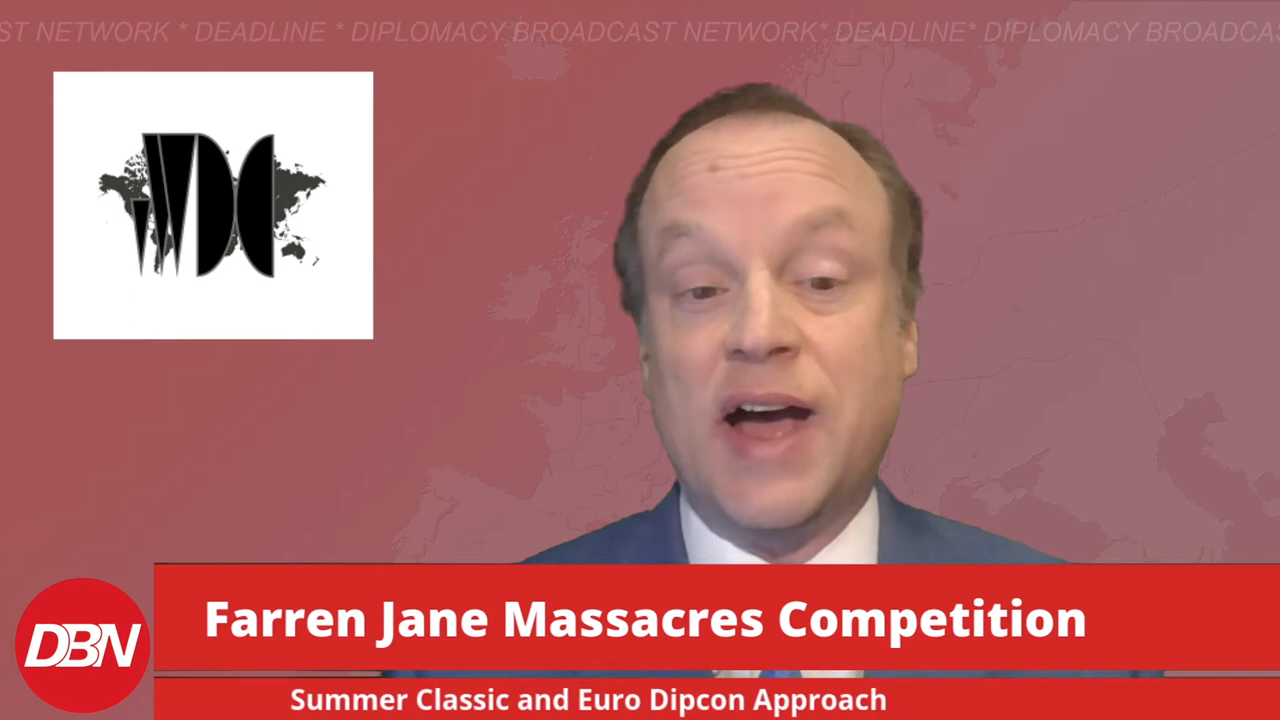 ST NETWORK * DEADLINE * DIPLOMACY BROADCAST NETWORK* DEADLINE* DIPLOMACY BROADCAS
WDC
Farren Jane Massacres Competition
DBN
Summer Classic and Euro Dipcon Approach